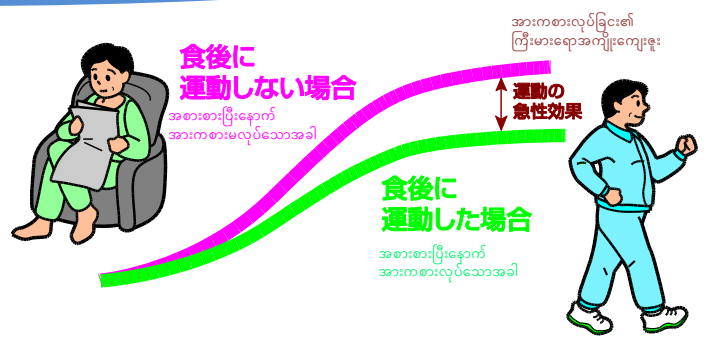 အားကစားလုပ်ခြင်း၏
ကြီးမားရောအကျိုးကျေးဇူး
食後に
運動しない場合
အစားစားပြီးနောက်
အားကစားမလုပ်သောအခါ
運動の
急性効果
食後に
運動した場合
အစားစားပြီးနောက်
အားကစားလုပ်သောအခါ